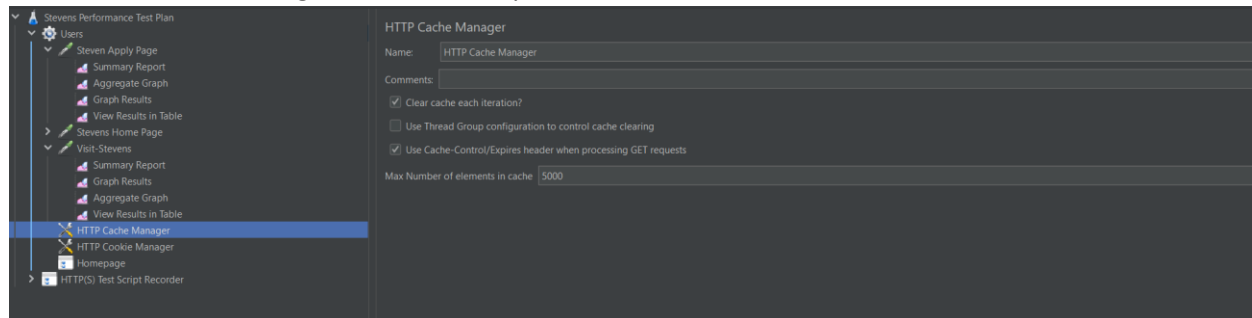 Stevens Performance Test Plan
Users
Steven Apply Page
Summary Report
Aggregate Graph
Graph Results
View Results in Table
Stevens Home Page
Visit-Stevens
Summary Report
Graph Results
Aggregate Graph
View Results in Table
HTTP Cache Manager
HTTP Cookie Manager
Homepage
HTTP(S) Test Script Recorder
HTTP Cache Manager
Name: HTTP Cache Manager
Comments:
Clear cache each iteration?
Use Thread Group configuration to control cache clearing
Use Cache-Control/Expires header when processing GET requests
Max Number of elements in cache 5000